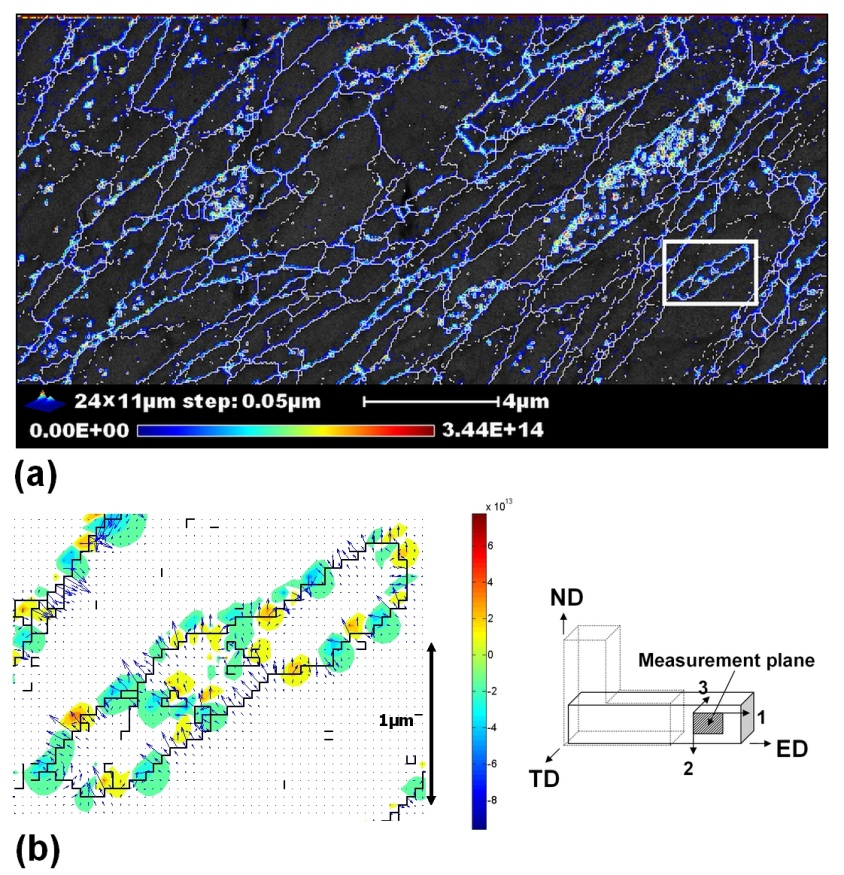 24×11µm step: 0.05µm 4µm
0.00E+00 3.44E+14
(a)
x 10¹³
6
4
2
0
-2
-4
-6
-8
1µm
ND
Measurement plane
3
1
ED
2
TD
(b)